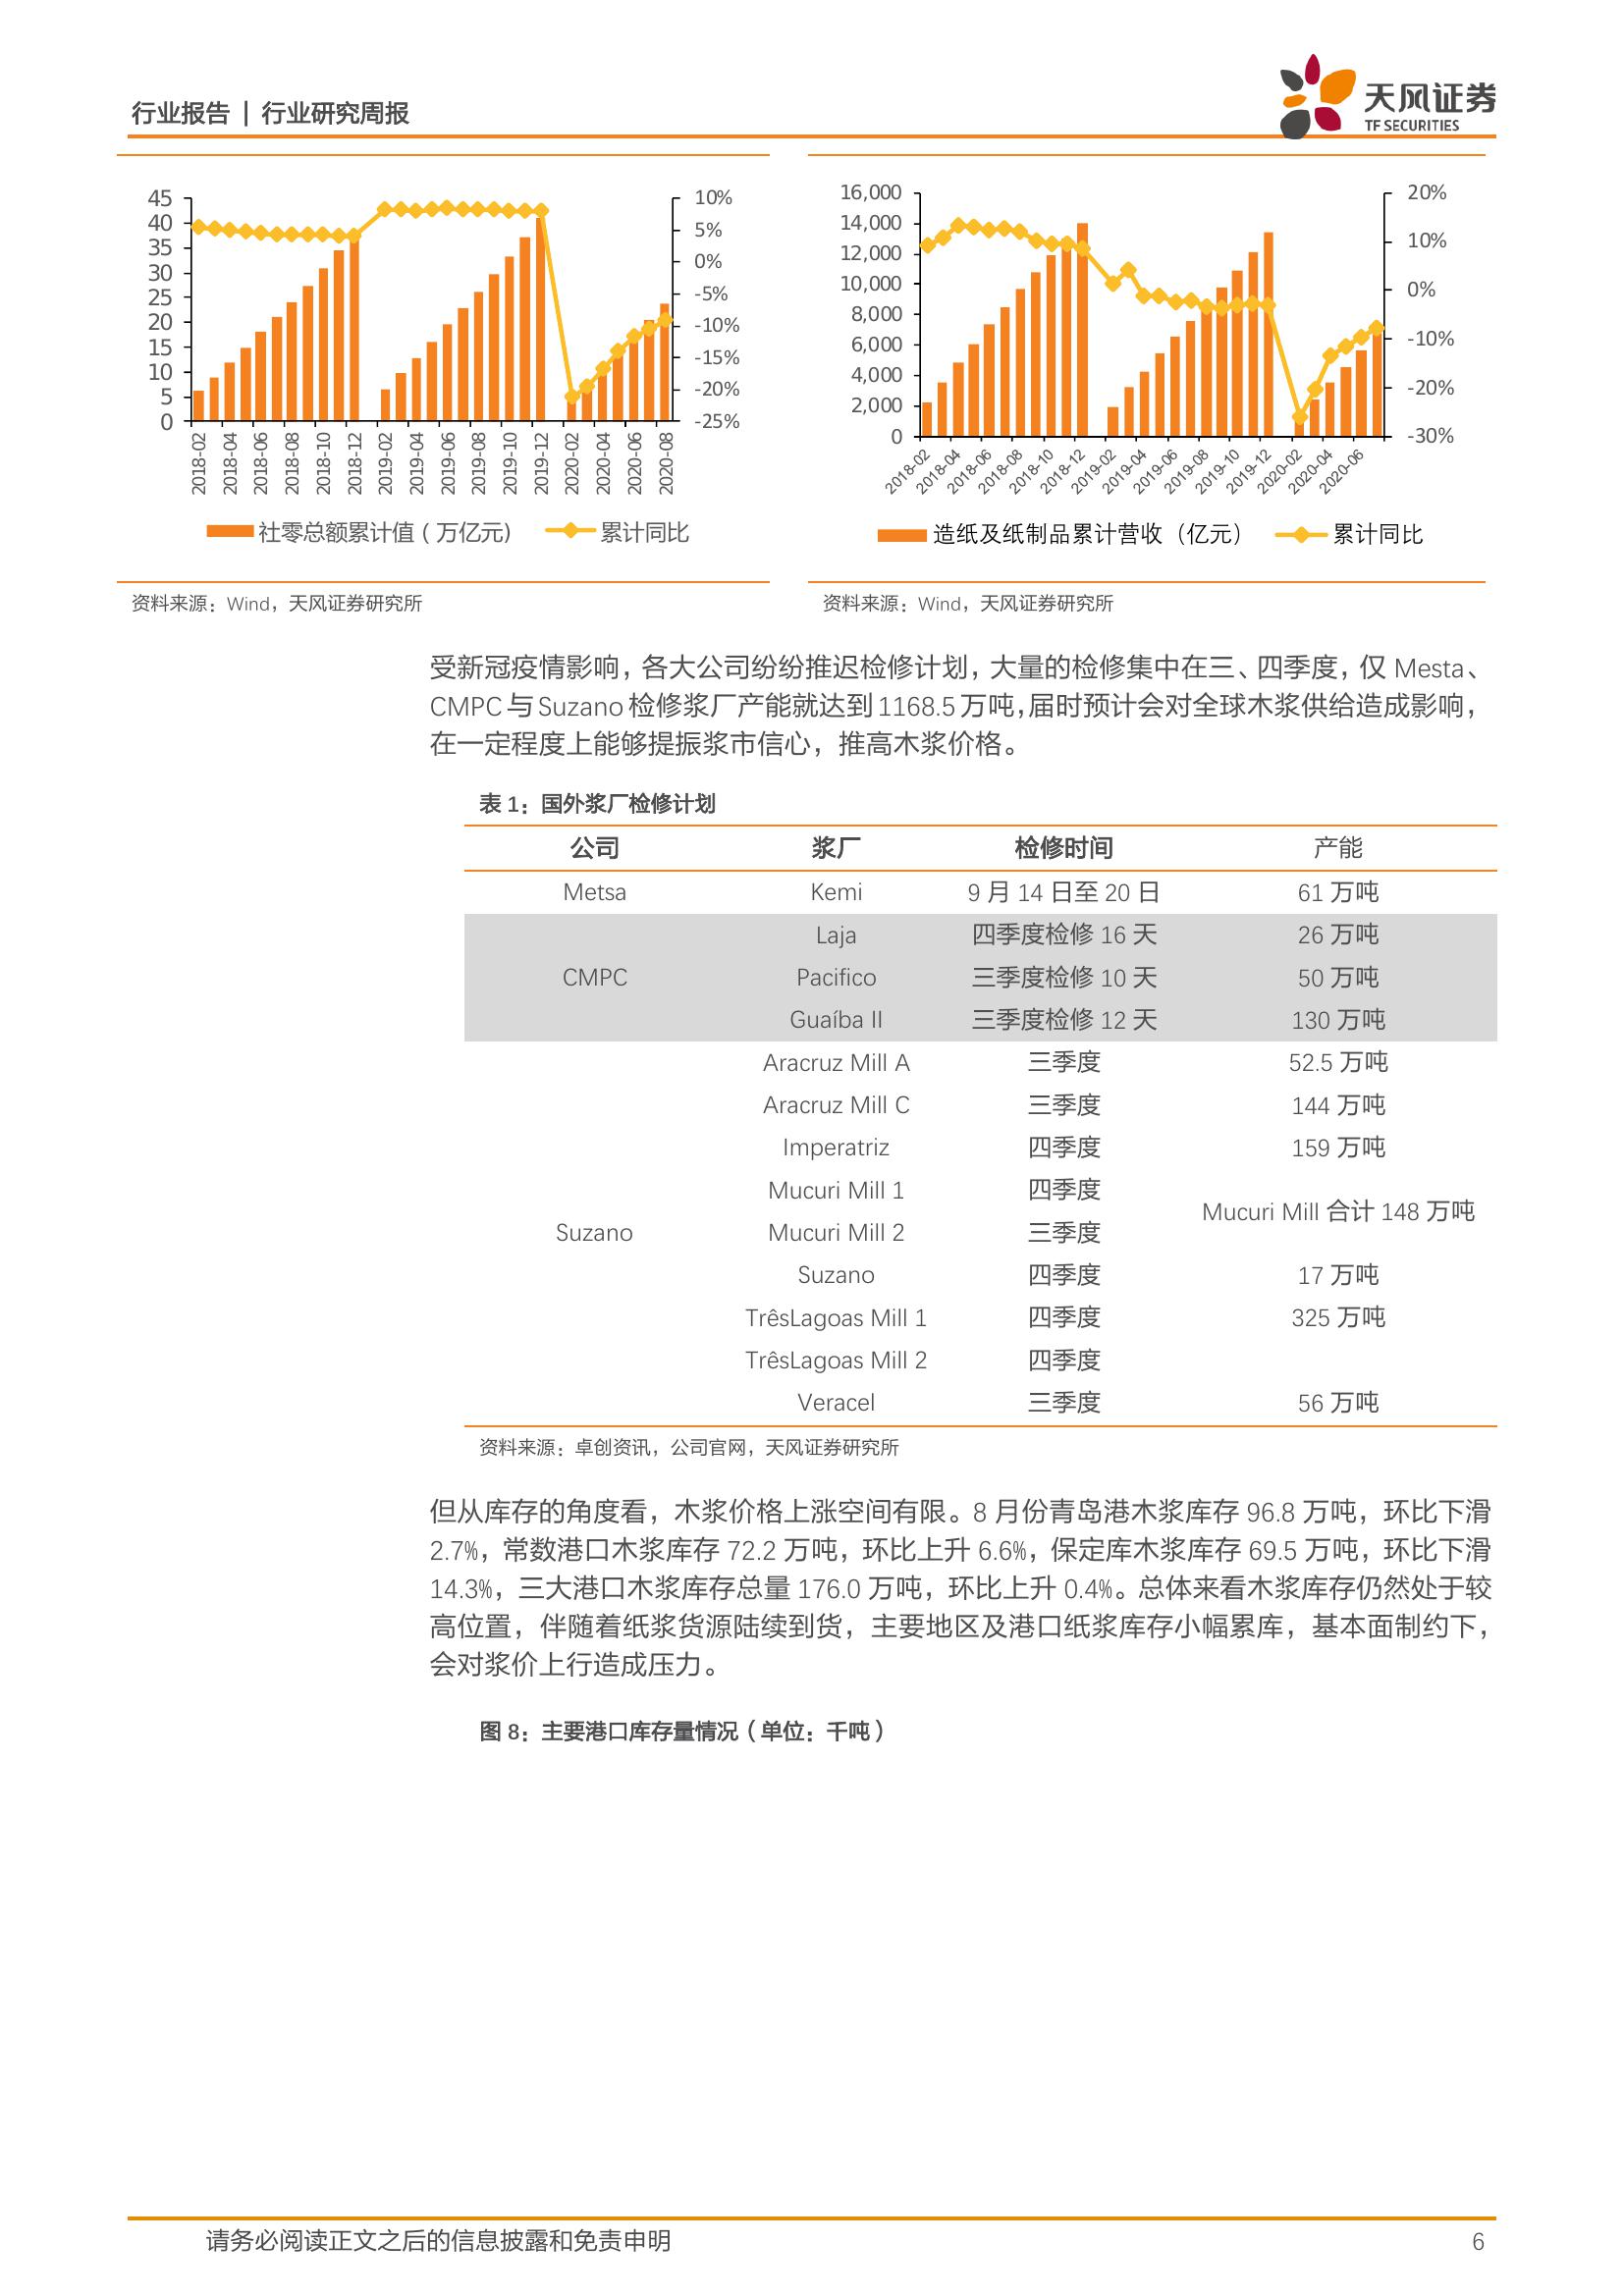 行业报告 | 行业研究周报
天风证券
TF SECURITIES
45
40
35
30
25
20
15
10
5
0
10%
5%
0%
-5%
-10%
-15%
-20%
-25%
2018-02
2018-04
2018-06
2018-08
2018-10
2018-12
2019-02
2019-04
2019-06
2019-08
2019-10
2019-12
2020-02
2020-04
2020-06
2020-08
社零总额累计值（万亿元） 累计同比
16,000
14,000
12,000
10,000
8,000
6,000
4,000
2,000
0
20%
10%
0%
-10%
-20%
-30%
2018-02
2018-04
2018-06
2018-08
2018-10
2018-12
2019-02
2019-04
2019-06
2019-08
2019-10
2019-12
2020-02
2020-04
2020-06
造纸及纸制品累计营收（亿元） 累计同比
资料来源：Wind，天风证券研究所
资料来源：Wind，天风证券研究所
受新冠疫情影响，各大公司纷纷推迟检修计划，大量的检修集中在三、四季度，仅 Mesta、
CMPC 与 Suzano 检修浆厂产能就达到 1168.5 万吨，届时预计会对全球木浆供给造成影响，
在一定程度上能够提振浆市信心，推高木浆价格。
表 1：国外浆厂检修计划
公司 浆厂 检修时间 产能
Metsa Kemi 9 月 14 日至 20 日 61 万吨
Laja 四季度检修 16 天 26 万吨
CMPC Pacifico 三季度检修 10 天 50 万吨
Guaíba II 三季度检修 12 天 130 万吨
Aracruz Mill A 三季度 52.5 万吨
Aracruz Mill C 三季度 144 万吨
Imperatriz 四季度 159 万吨
Mucuri Mill 1 四季度
Mucuri Mill 合计 148 万吨
Suzano Mucuri Mill 2 三季度
Suzano 四季度 17 万吨
TrêsLagoas Mill 1 四季度 325 万吨
TrêsLagoas Mill 2 四季度
Veracel 三季度 56 万吨
资料来源：卓创资讯，公司官网，天风证券研究所
但从库存的角度看，木浆价格上涨空间有限。8 月份青岛港木浆库存 96.8 万吨，环比下滑
2.7%，常数港口木浆库存 72.2 万吨，环比上升 6.6%，保定库木浆库存 69.5 万吨，环比下滑
14.3%，三大港口木浆库存总量 176.0 万吨，环比上升 0.4%。总体来看木浆库存仍然处于较
高位置，伴随着纸浆货源陆续到货，主要地区及港口纸浆库存小幅累库，基本面制约下，
会对浆价上行造成压力。
图 8：主要港口库存量情况（单位：千吨）
请务必阅读正文之后的信息披露和免责申明 6